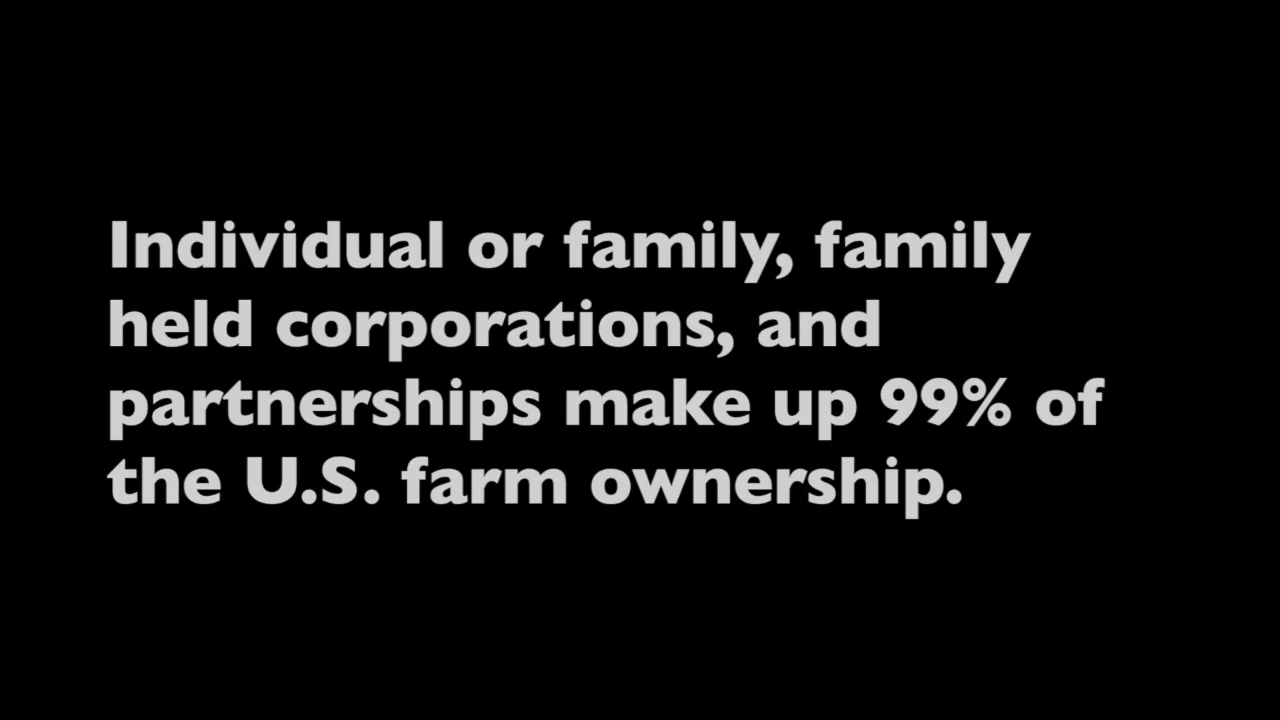 Individual or family, family
held corporations, and
partnerships make up 99% of
the U.S. farm ownership.